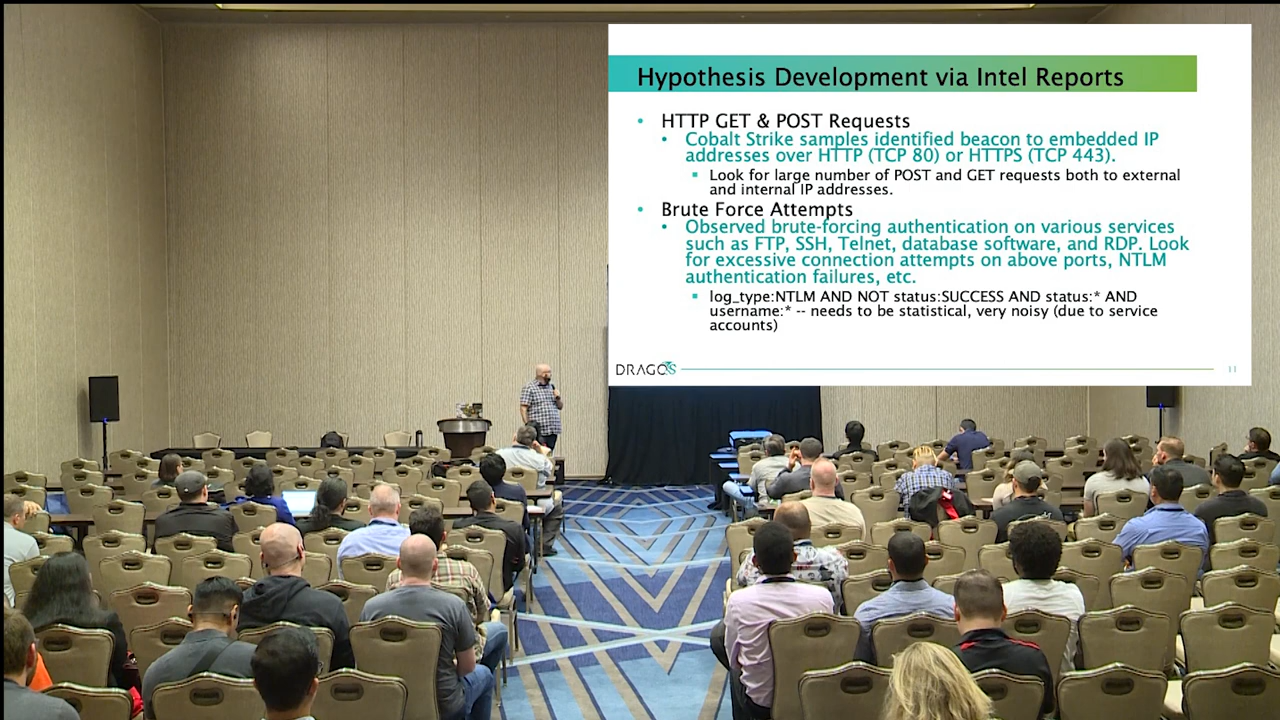 Hypothesis Development via Intel Reports
• HTTP GET & POST Requests
• Cobalt Strike samples identified beacon to embedded IP
addresses over HTTP (TCP 80) or HTTPS (TCP 443).
▪ Look for large number of POST and GET requests both to external
and internal IP addresses.
• Brute Force Attempts
• Observed brute-forcing authentication on various services
such as FTP, SSH, Telnet, database software, and RDP. Look
for excessive connection attempts on above ports, NTLM
authentication failures, etc.
▪ log_type:NTLM AND NOT status:SUCCESS AND status:* AND
username:* -- needs to be statistical, very noisy (due to service
accounts)
DRAGOS
11